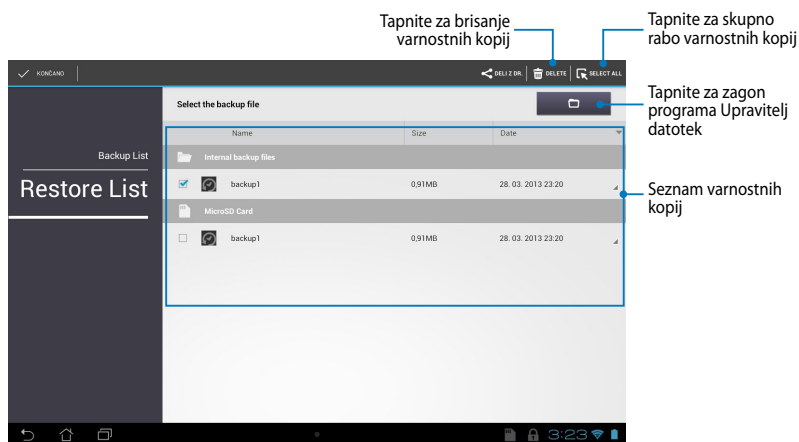 Tapnite za brisanje
varnostnih kopij
Tapnite za skupno
rabo varnostnih kopij
KONČANO
DELI Z DR.
DELETE
SELECT ALL
Tapnite za zagon
programa Upravitelj
datotek
Select the backup file
Name Size Date
Backup List
Internal backup files
Restore List
backup1 0,91MB 28. 03. 2013 23:20
Seznam varnostnih
kopij
MicroSD Card
backup1 0,91MB 28. 03. 2013 23:20
3:23